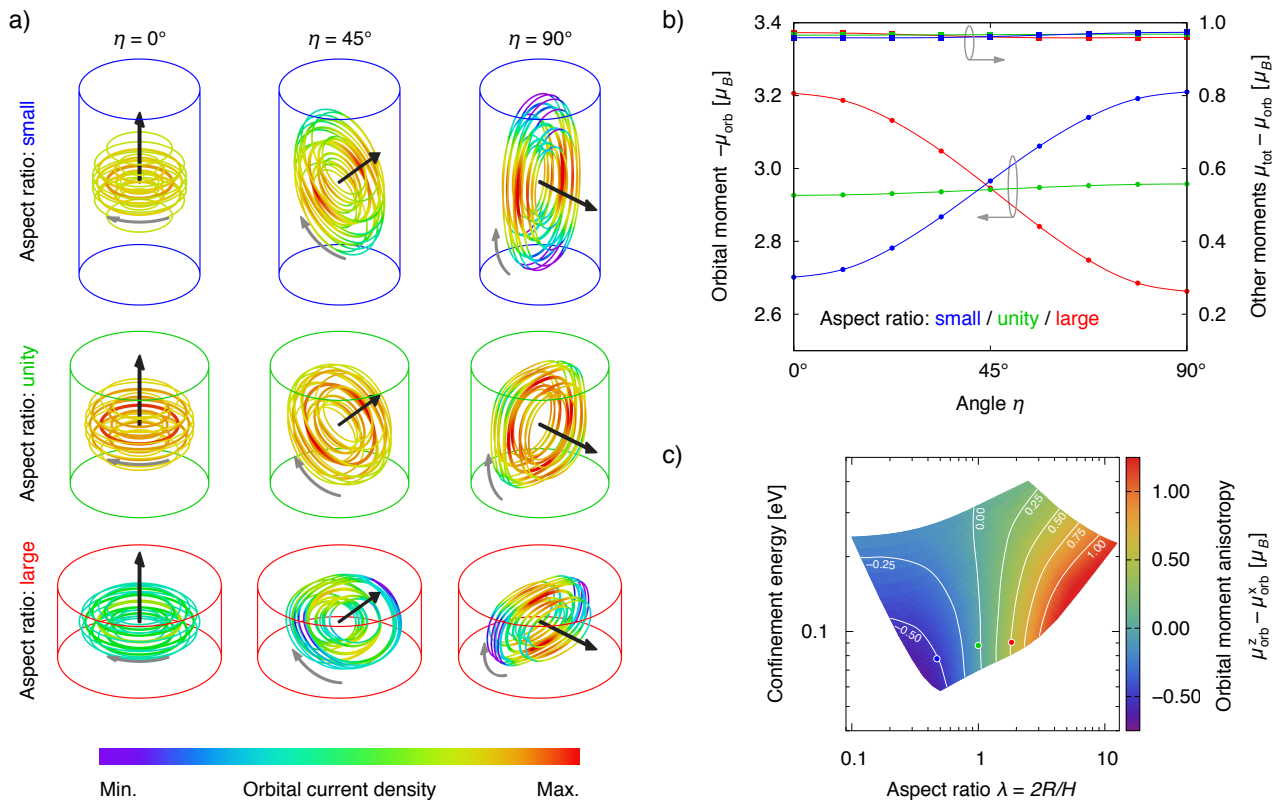 a)
η = 0°
η = 45°
η = 90°
Aspect ratio: small
Aspect ratio: unity
Aspect ratio: large
Min.
Orbital current density
Max.
b)
3.4
3.2
3.0
2.9
2.8
2.7
2.6
Orbital moment −μorb [μB]
1.0
0.8
0.6
0.4
0.2
Other moments μtot − μorb [μB]
Aspect ratio: small / unity / large
0°
45°
90°
Angle η
c)
Confinement energy [eV]
0.1
−0.25
−0.50
0.00
0.25
0.50
0.75
1.00
0.1
1
10
Aspect ratio λ = 2R/H
1.00
0.50
0.00
−0.50
Orbital moment anisotropy
μzorb − μxorb [μB]